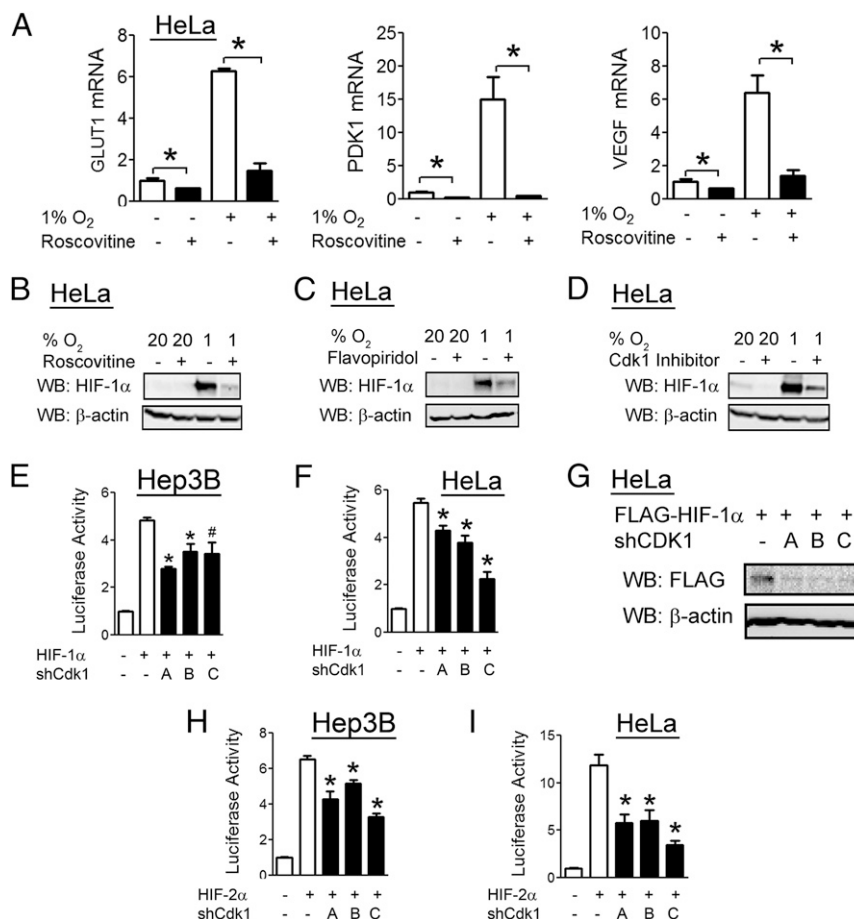 A HeLa
GLUT1 mRNA
8
6
4
2
0
*
*
1% O2 - - + +
Roscovitine - + - +
PDK1 mRNA
25
20
15
10
5
0
*
*
1% O2 - - + +
Roscovitine - + - +
VEGF mRNA
10
8
6
4
2
0
*
*
1% O2 - - + +
Roscovitine - + - +
B HeLa
% O2 20 20 1 1
Roscovitine - + - +
WB: HIF-1α
WB: β-actin
C HeLa
% O2 20 20 1 1
Flavopiridol - + - +
WB: HIF-1α
WB: β-actin
D HeLa
% O2 20 20 1 1
Cdk1 Inhibitor - + - +
WB: HIF-1α
WB: β-actin
E Hep3B
Luciferase Activity
6
4
2
0
* * #
HIF-1α - + + + +
shCdk1 - - A B C
F HeLa
Luciferase Activity
6
4
2
0
* * *
HIF-1α - + + + +
shCdk1 - - A B C
G HeLa
FLAG-HIF-1α + + + +
shCDK1 - A B C
WB: FLAG
WB: β-actin
H Hep3B
Luciferase Activity
8
6
4
2
0
* * *
HIF-2α - + + + +
shCdk1 - - A B C
I HeLa
Luciferase Activity
15
10
5
0
* * *
HIF-2α - + + + +
shCdk1 - - A B C